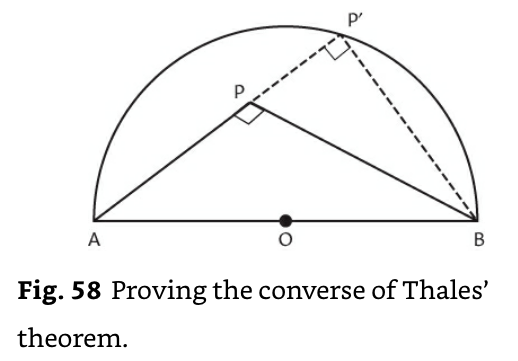 P′
P
A
O
B
Fig. 58 Proving the converse of Thales’
theorem.